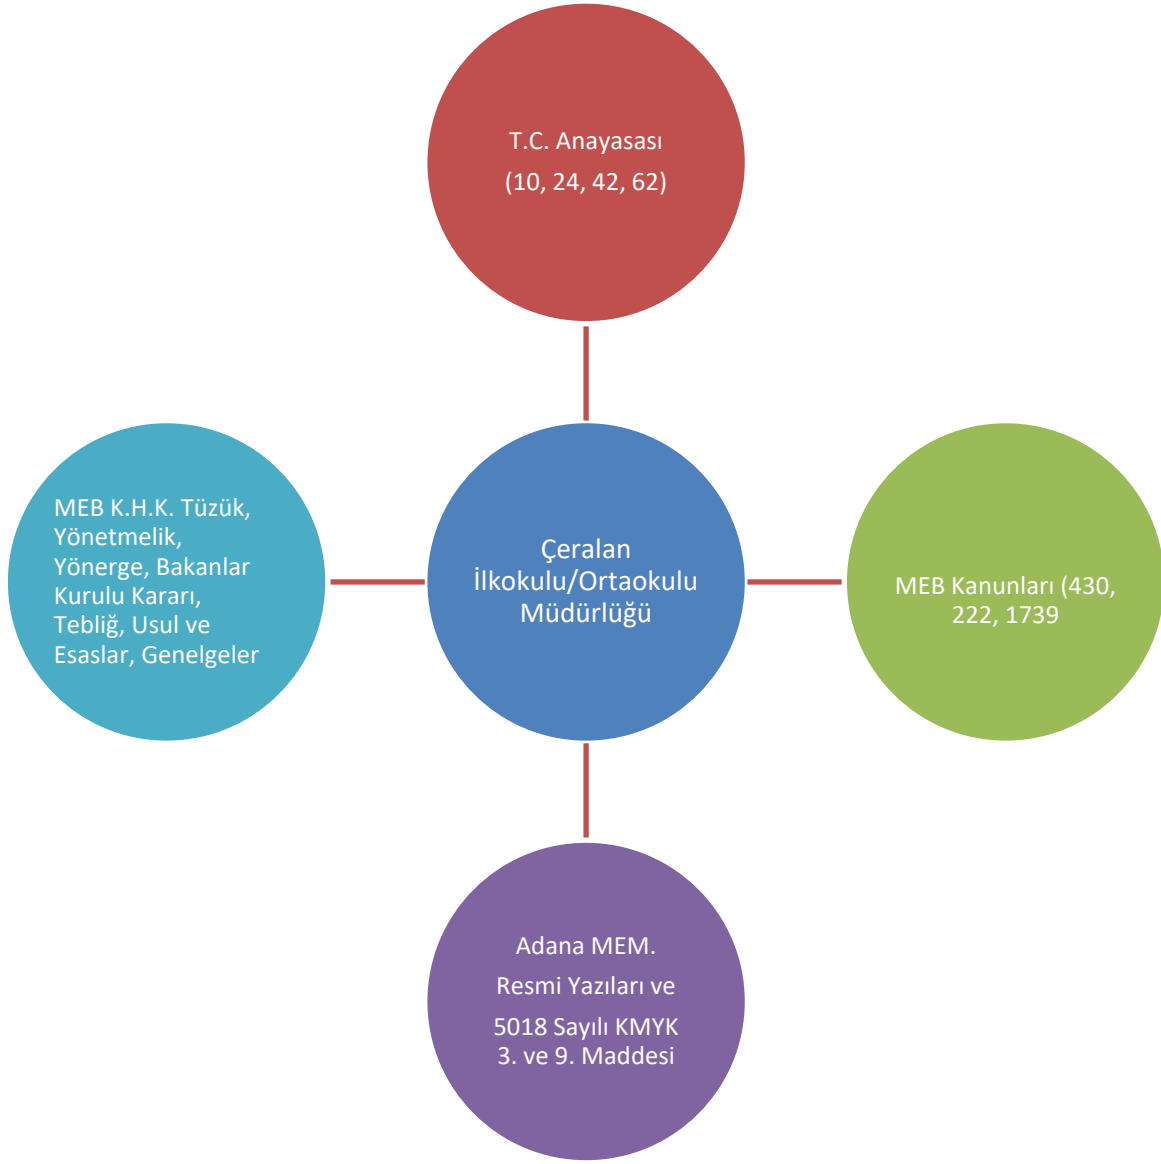 T.C. Anayasası
(10, 24, 42, 62)
MEB K.H.K. Tüzük,
Yönetmelik,
Yönerge, Bakanlar
Kurulu Kararı,
Tebliğ, Usul ve
Esaslar, Genelgeler
Çeralan
İlkokulu/Ortaokulu
Müdürlüğü
MEB Kanunları (430,
222, 1739
Adana MEM.
Resmi Yazıları ve
5018 Sayılı KMYK
3. ve 9. Maddesi